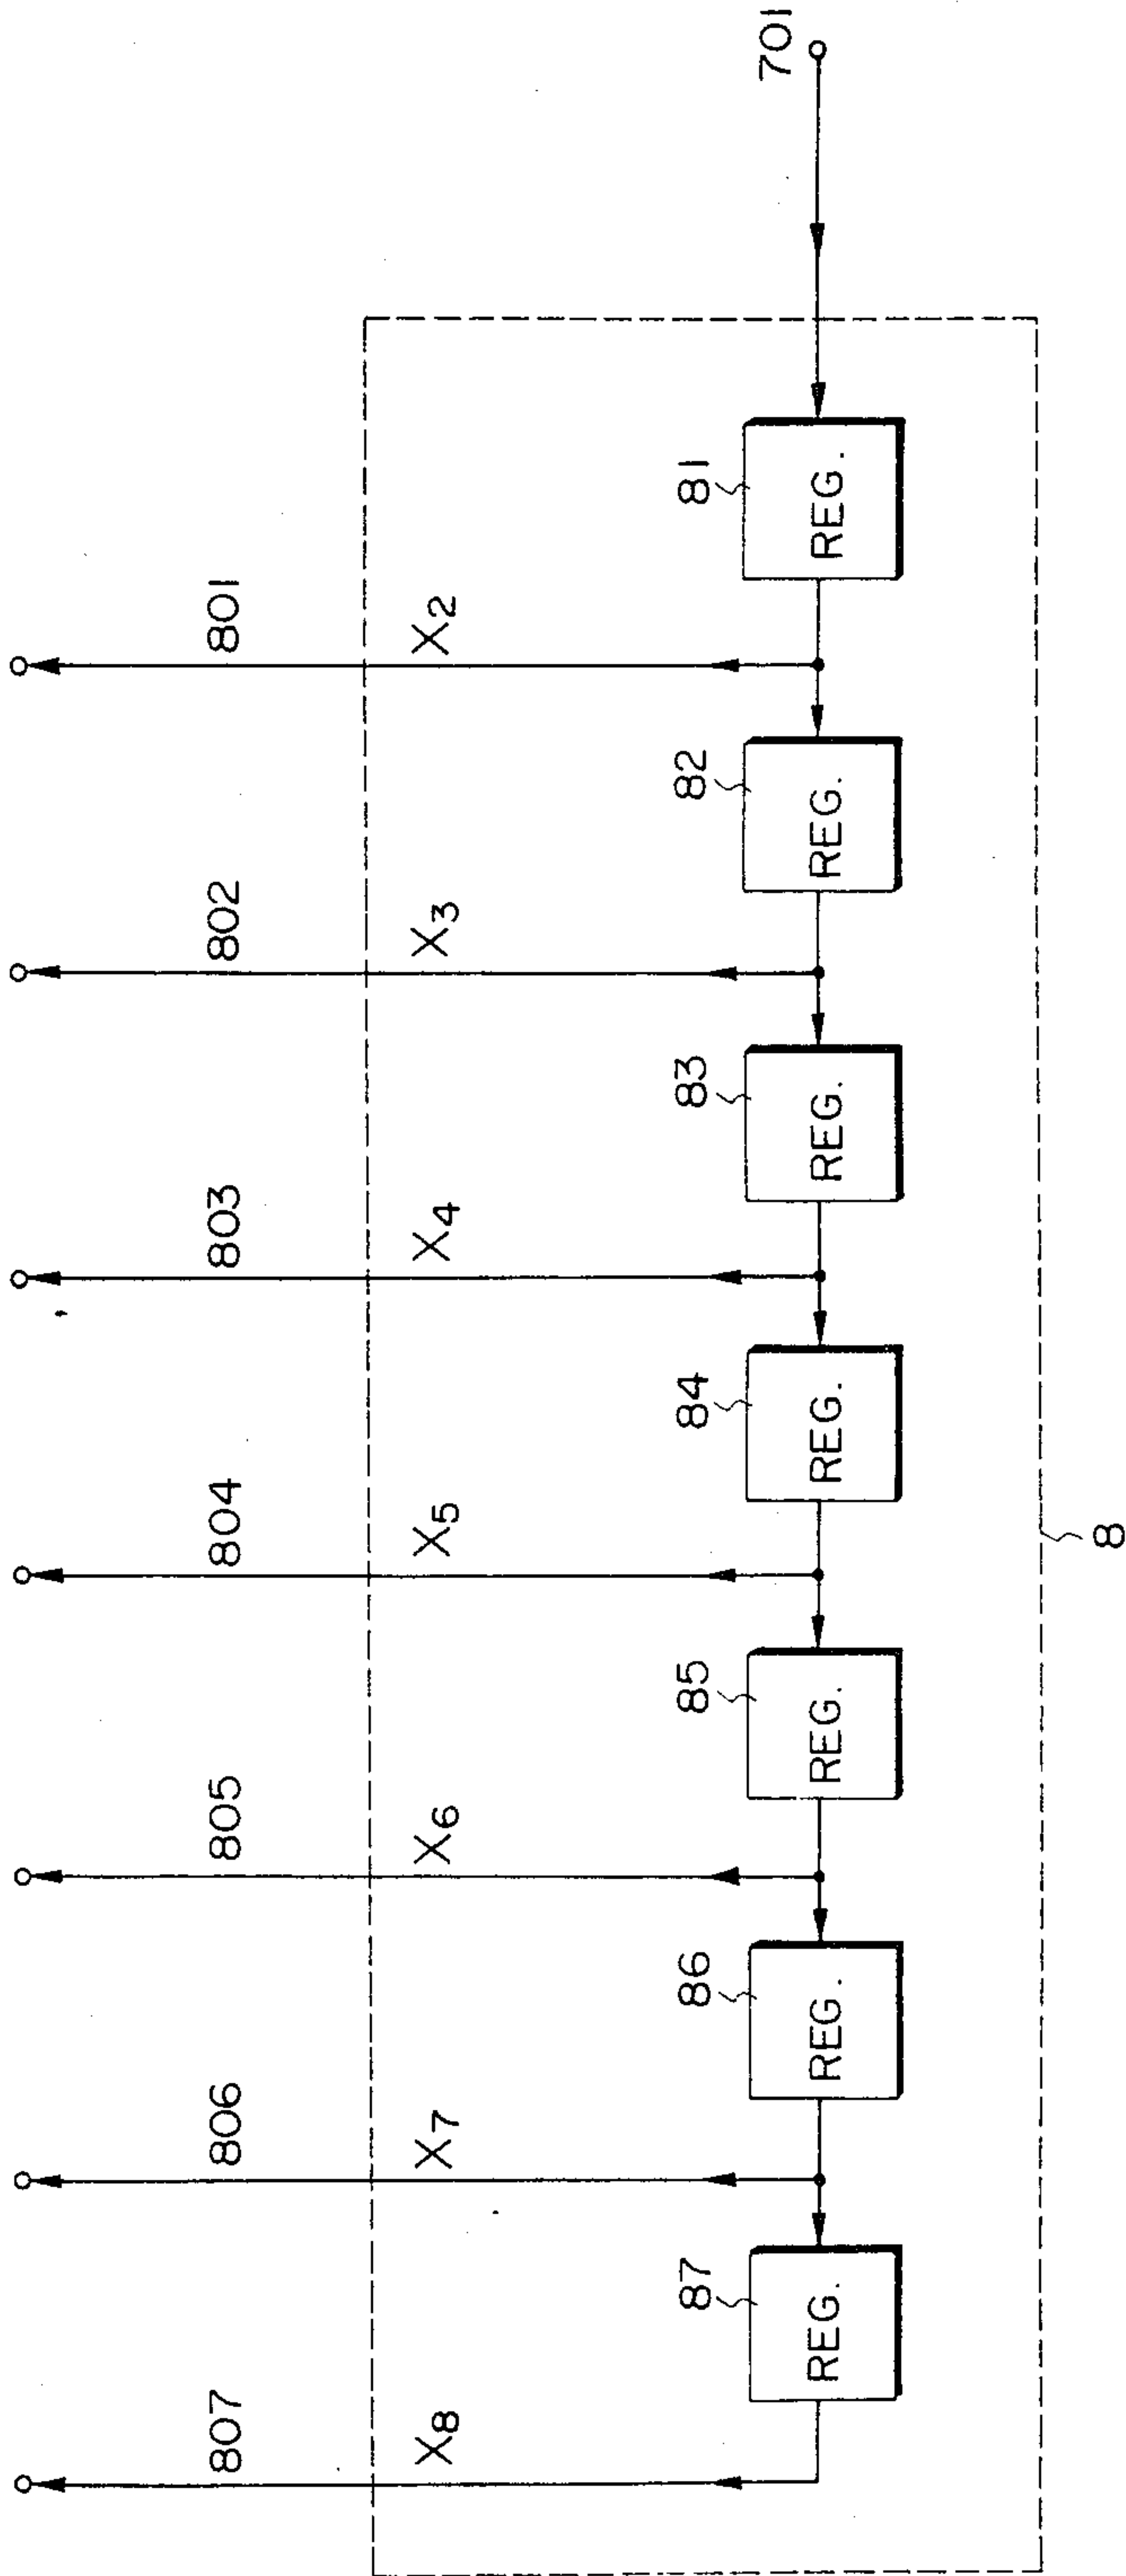 807 806 805 804 803 802 801
X8 X7 X6 X5 X4 X3 X2
701
87 86 85 84 83 82 81
REG. REG. REG. REG. REG. REG. REG.
8